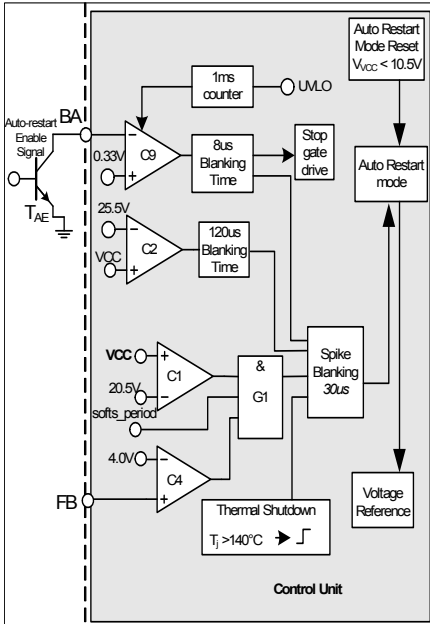 Auto Restart
Mode Reset
VVCC < 10.5V
1ms
counter
UVLO
Auto-restart
Enable
Signal
BA
C9
0.33V
8us
Blanking
Time
Stop
gate
drive
Auto Restart
mode
TAE
25.5V
C2
VCC
120us
Blanking
Time
VCC
C1
20.5V
&
G1
Spike
Blanking
30us
softs_period
4.0V
C4
FB
Thermal Shutdown
Tj >140°C
Voltage
Reference
Control Unit